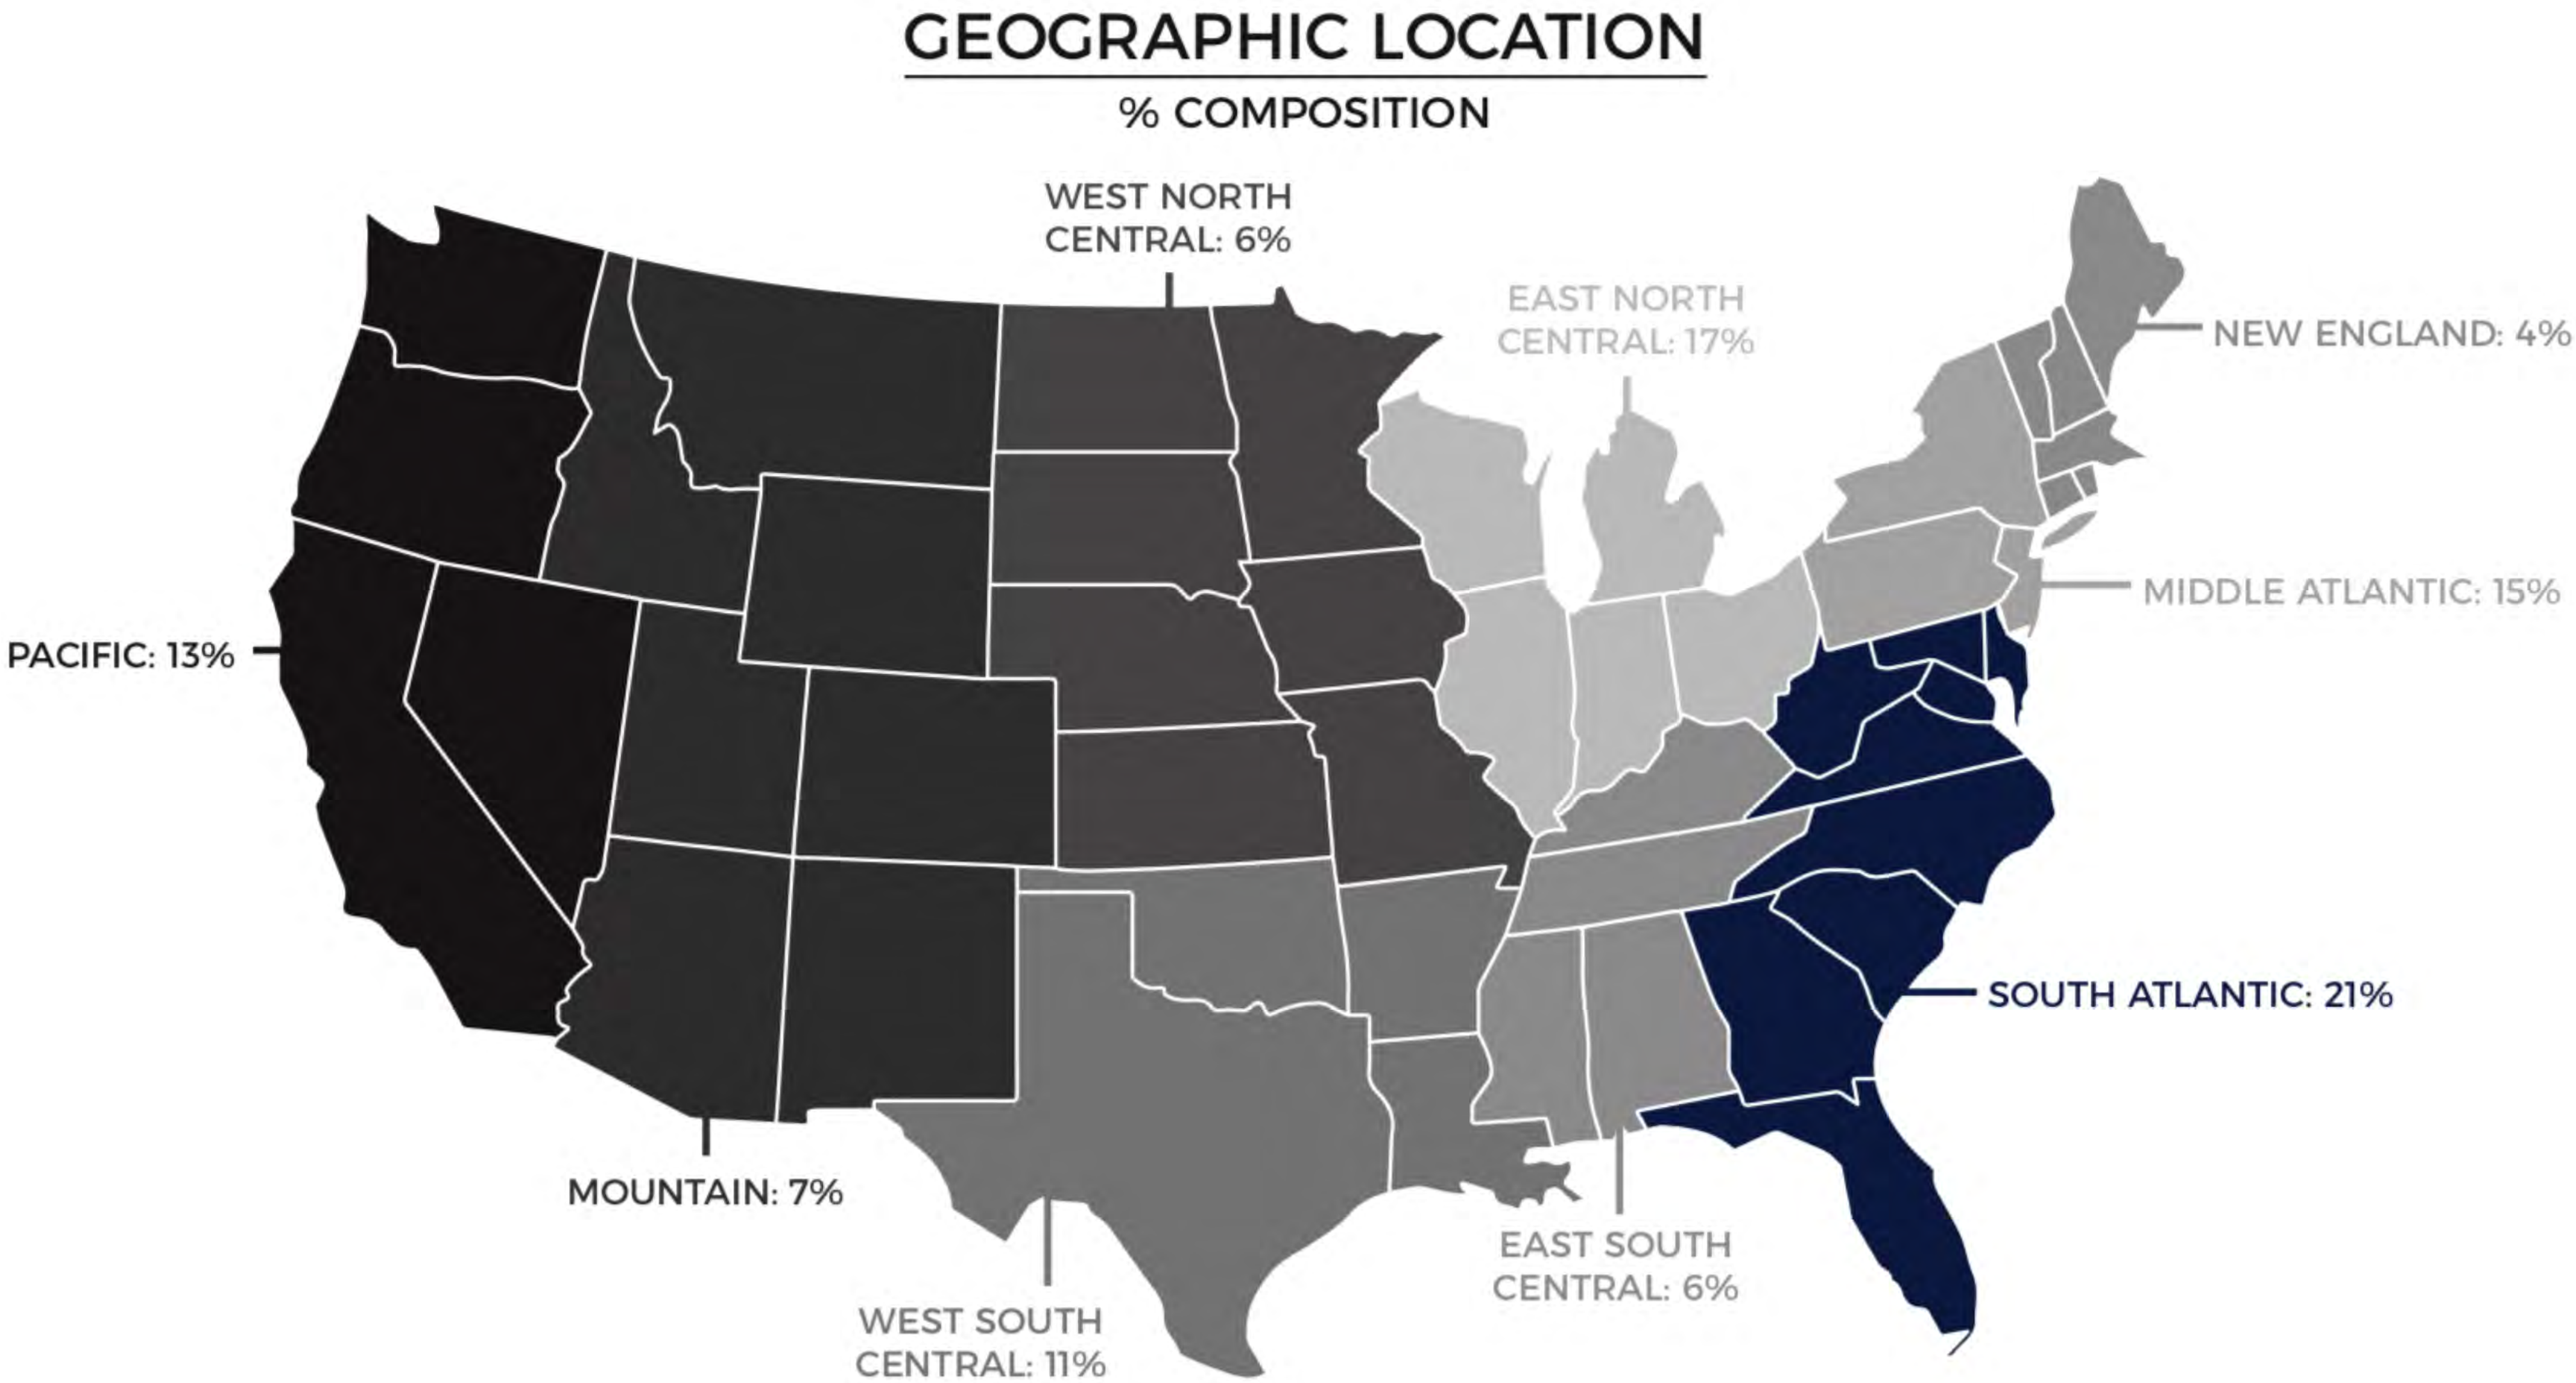 GEOGRAPHIC LOCATION
% COMPOSITION
WEST NORTH
CENTRAL: 6%
EAST NORTH
CENTRAL: 17%
NEW ENGLAND: 4%
MIDDLE ATLANTIC: 15%
PACIFIC: 13%
SOUTH ATLANTIC: 21%
MOUNTAIN: 7%
EAST SOUTH
CENTRAL: 6%
WEST SOUTH
CENTRAL: 11%